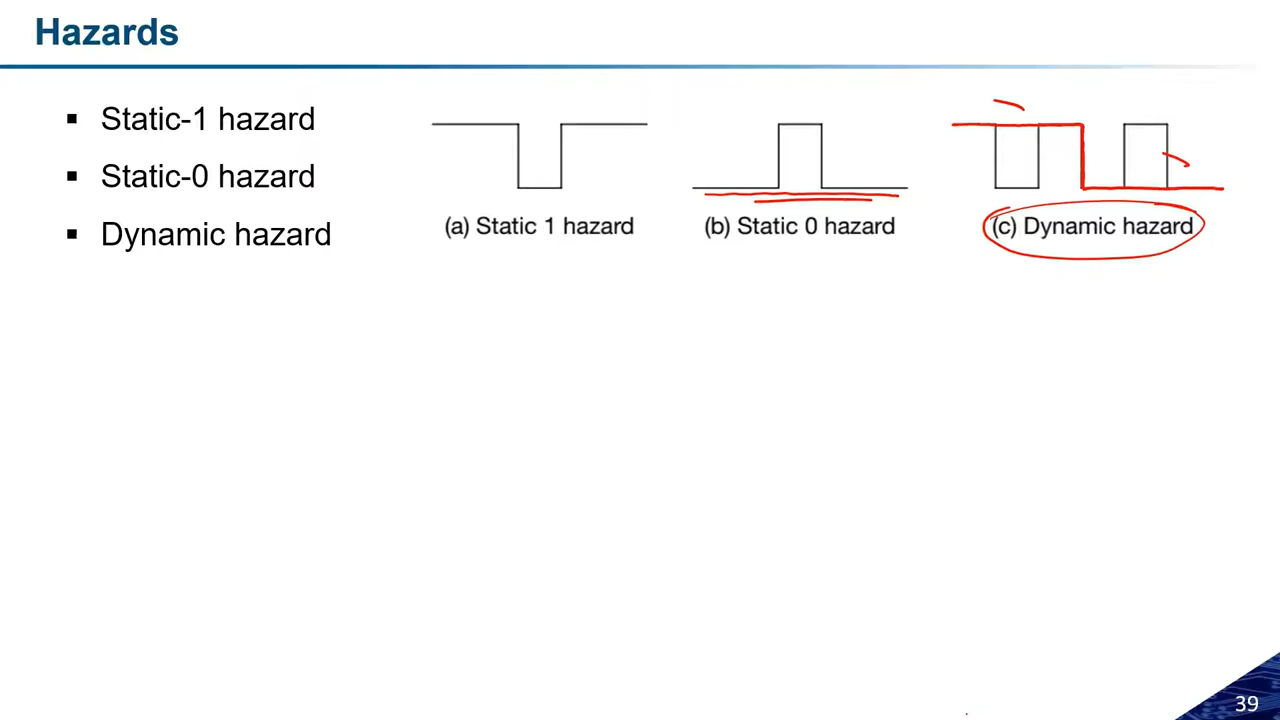 Hazards
▪ Static-1 hazard
▪ Static-0 hazard
▪ Dynamic hazard
(a) Static 1 hazard
(b) Static 0 hazard
(c) Dynamic hazard
39